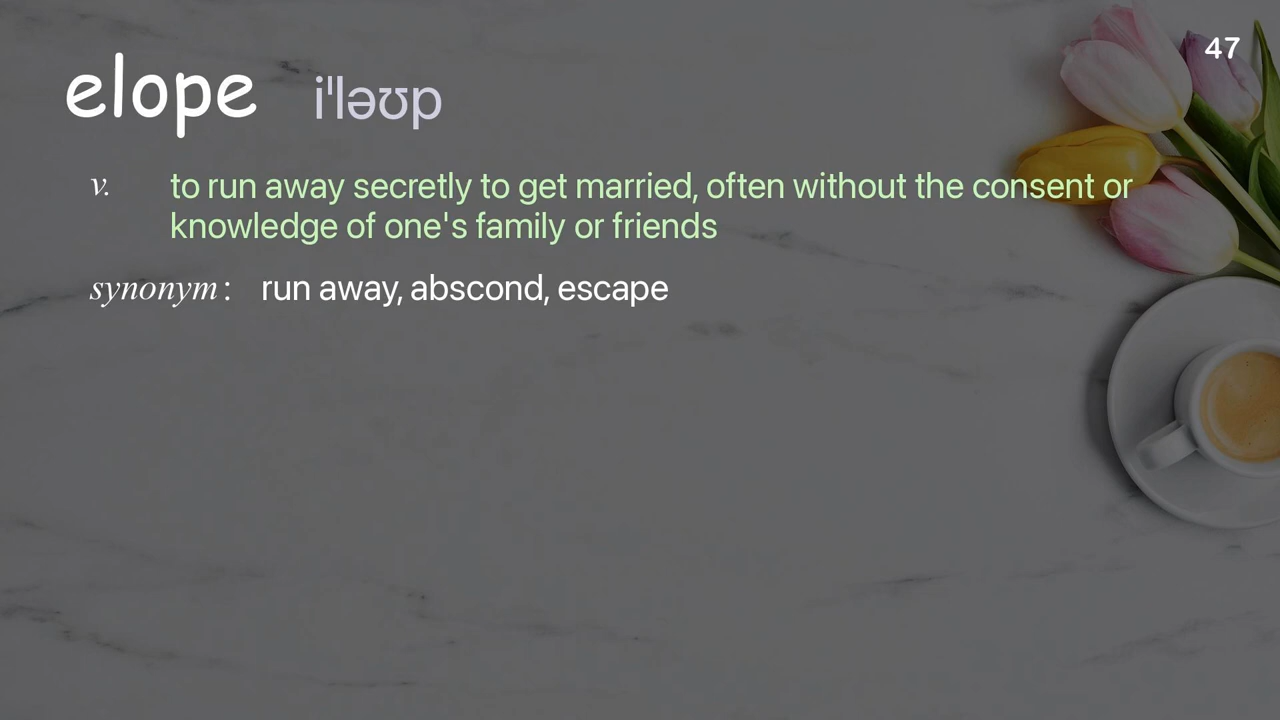 47
elope iˈləʊp
v. to run away secretly to get married, often without the consent or
knowledge of one's family or friends
synonym: run away, abscond, escape